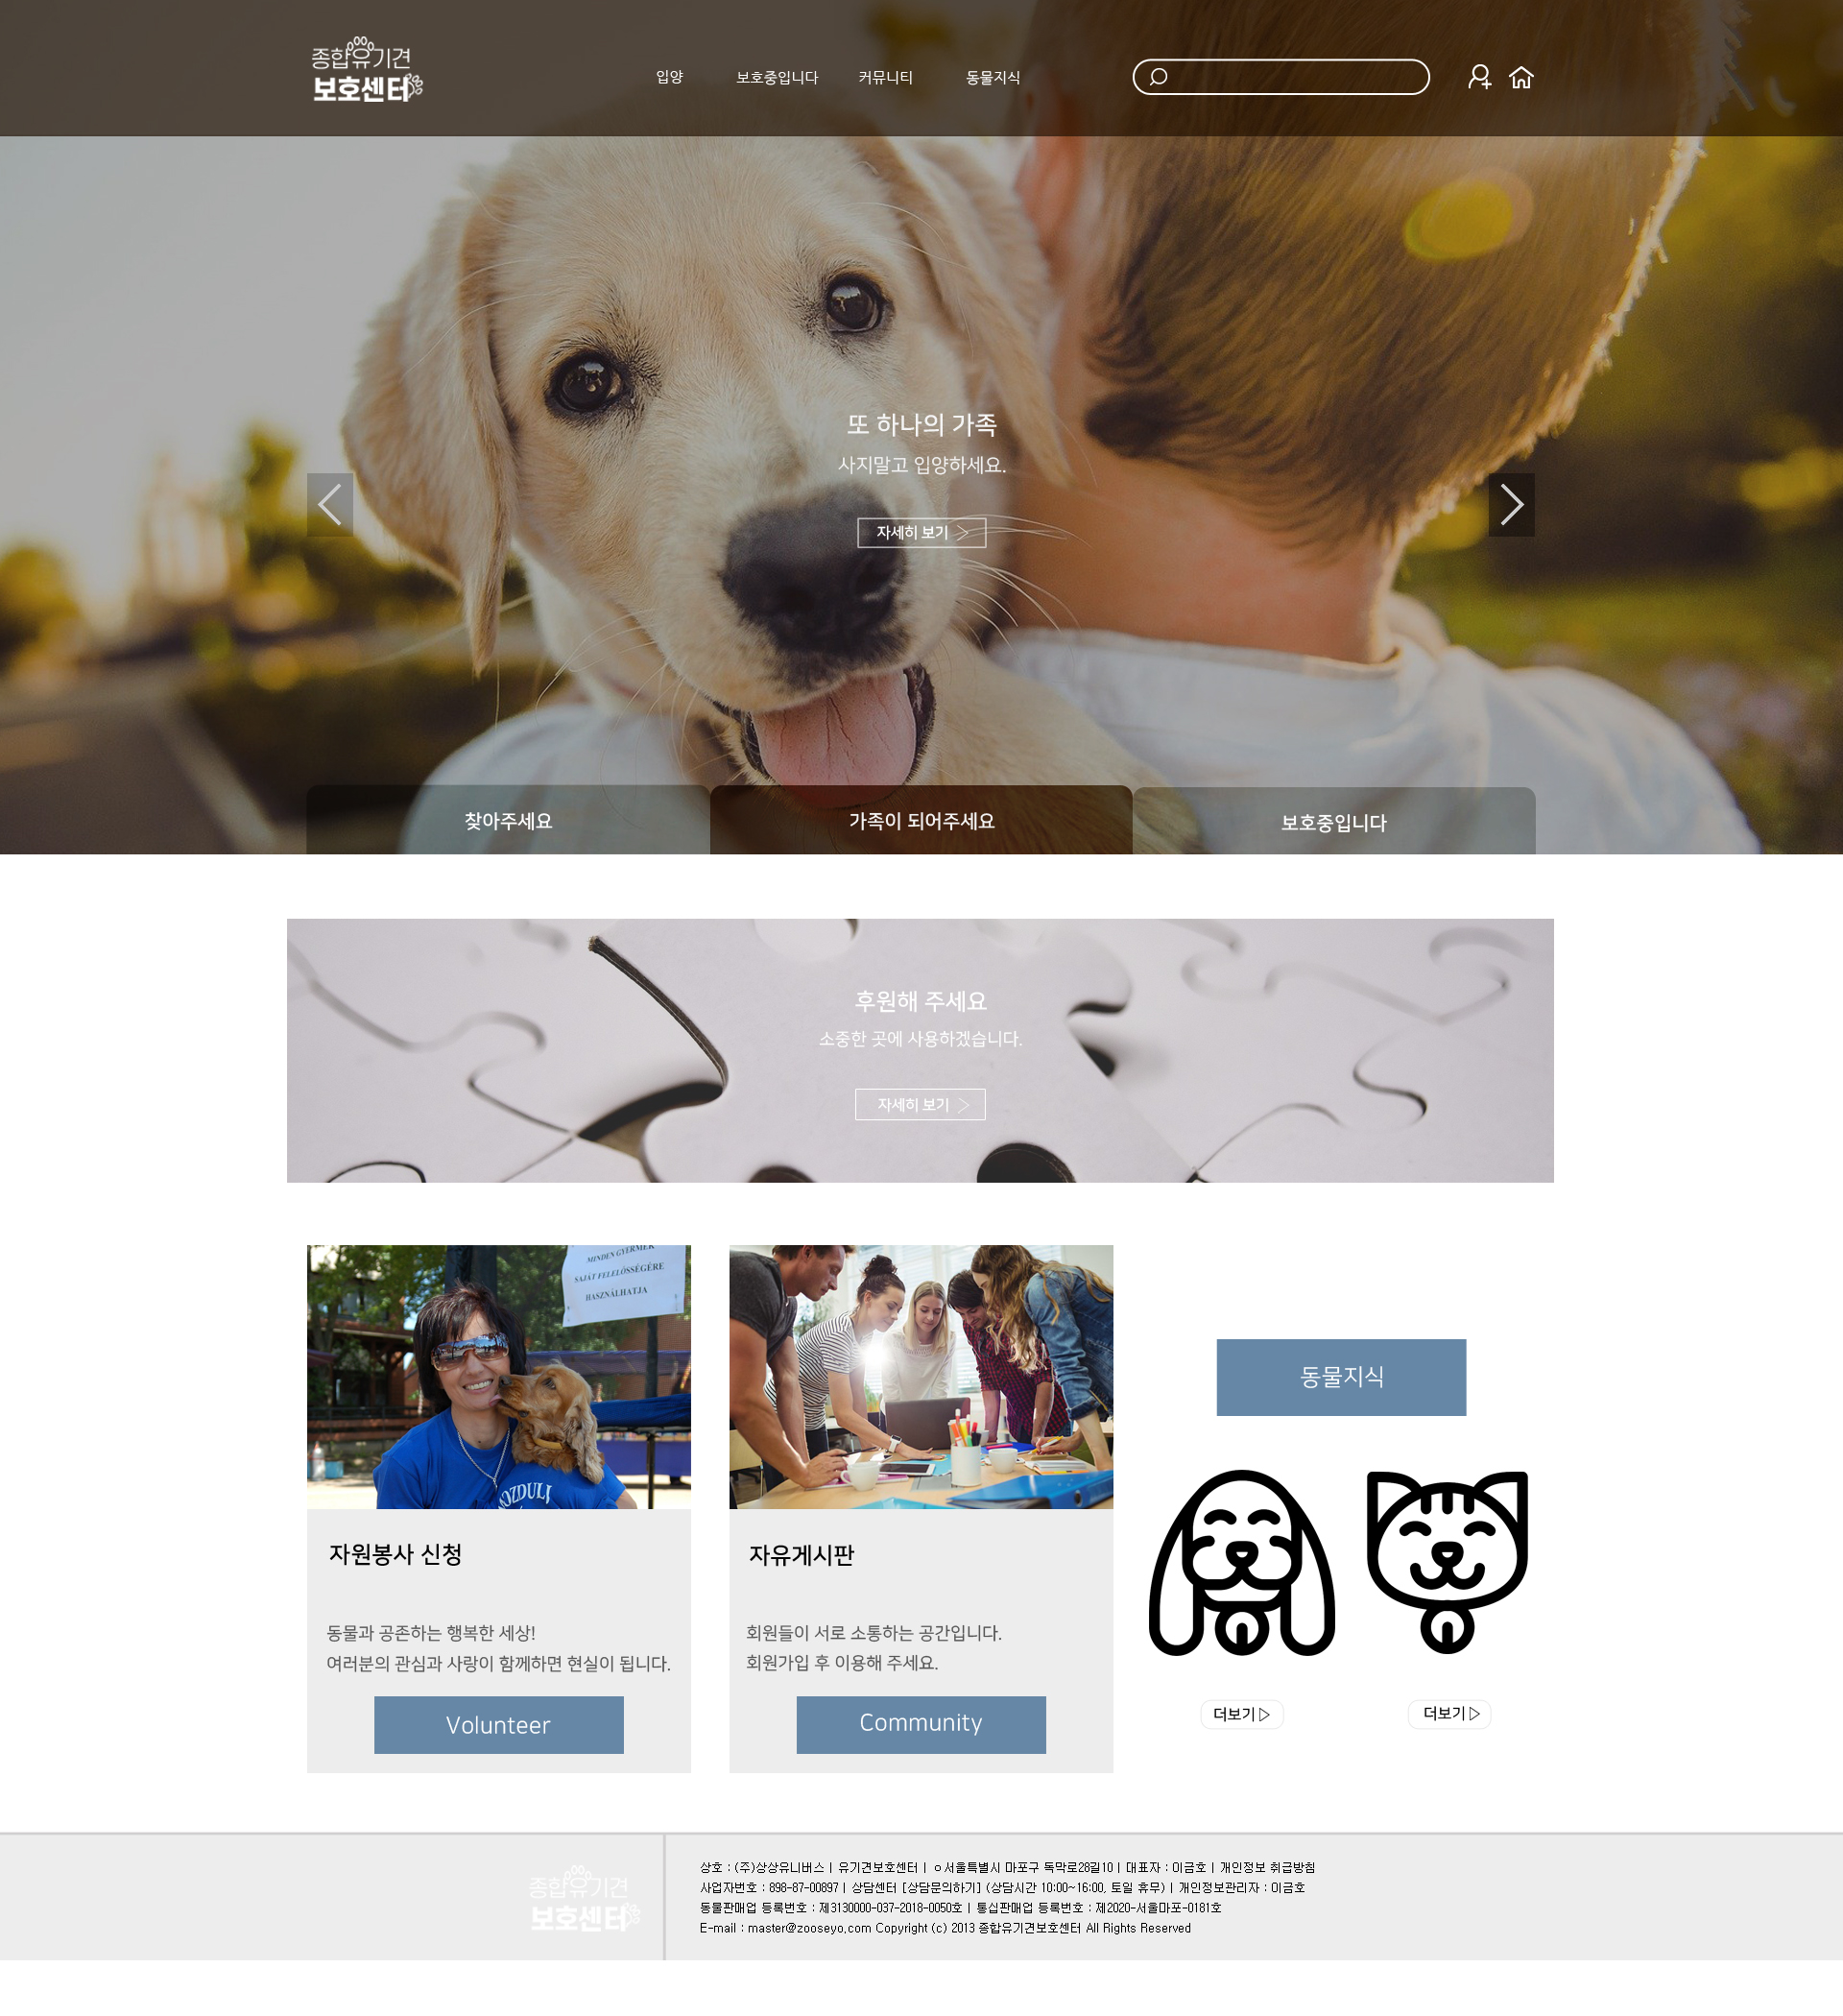 종합유기견
보호센터
입양 보호중입니다 커뮤니티 동물지식
또 하나의 가족
사지말고 입양하세요.
자세히 보기
찾아주세요 가족이 되어주세요 보호중입니다
후원해 주세요
소중한 곳에 사용하겠습니다.
자세히 보기
MINDEN GYERMEK
SAJÁT FELELŐSSÉGÉRE
HASZNÁLHATJA
MOZDULJ
동물지식
자원봉사 신청
동물과 공존하는 행복한 세상!
여러분의 관심과 사랑이 함께하면 현실이 됩니다.
Volunteer
자유게시판
회원들이 서로 소통하는 공간입니다.
회원가입 후 이용해 주세요.
Community
더보기 더보기
종합유기견
보호센터
상호 : (주)상상유니버스 | 유기견보호센터 | ㅇ서울특별시 마포구 독막로28길10 | 대표자 : 이금호 | 개인정보 취급방침
사업자번호 : 898-87-00897 | 상담센터 [상담문의하기] (상담시간 10:00~16:00, 토일 휴무) | 개인정보관리자 : 이금호
동물판매업 등록번호 : 제3130000-037-2018-0050호 | 통십판매업 등록번호 : 제2020-서울마포-0181호
E-mail : master@zooseyo.com Copyright (c) 2013 종합유기견보호센터 All Rights Reserved